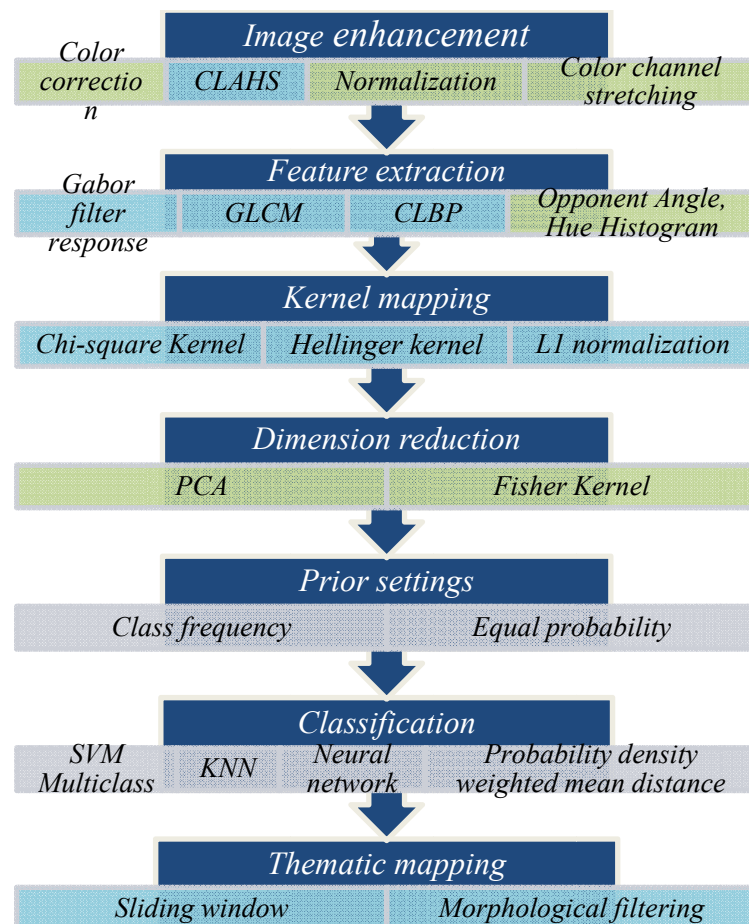 Image enhancement
Color
correctio
n
CLAHS
Normalization
Color channel
stretching
Feature extraction
Gabor
filter
response
GLCM
CLBP
Opponent Angle,
Hue Histogram
Kernel mapping
Chi-square Kernel
Hellinger kernel
L1 normalization
Dimension reduction
PCA
Fisher Kernel
Prior settings
Class frequency
Equal probability
Classification
SVM
Multiclass
KNN
Neural
network
Probability density
weighted mean distance
Thematic mapping
Sliding window
Morphological filtering